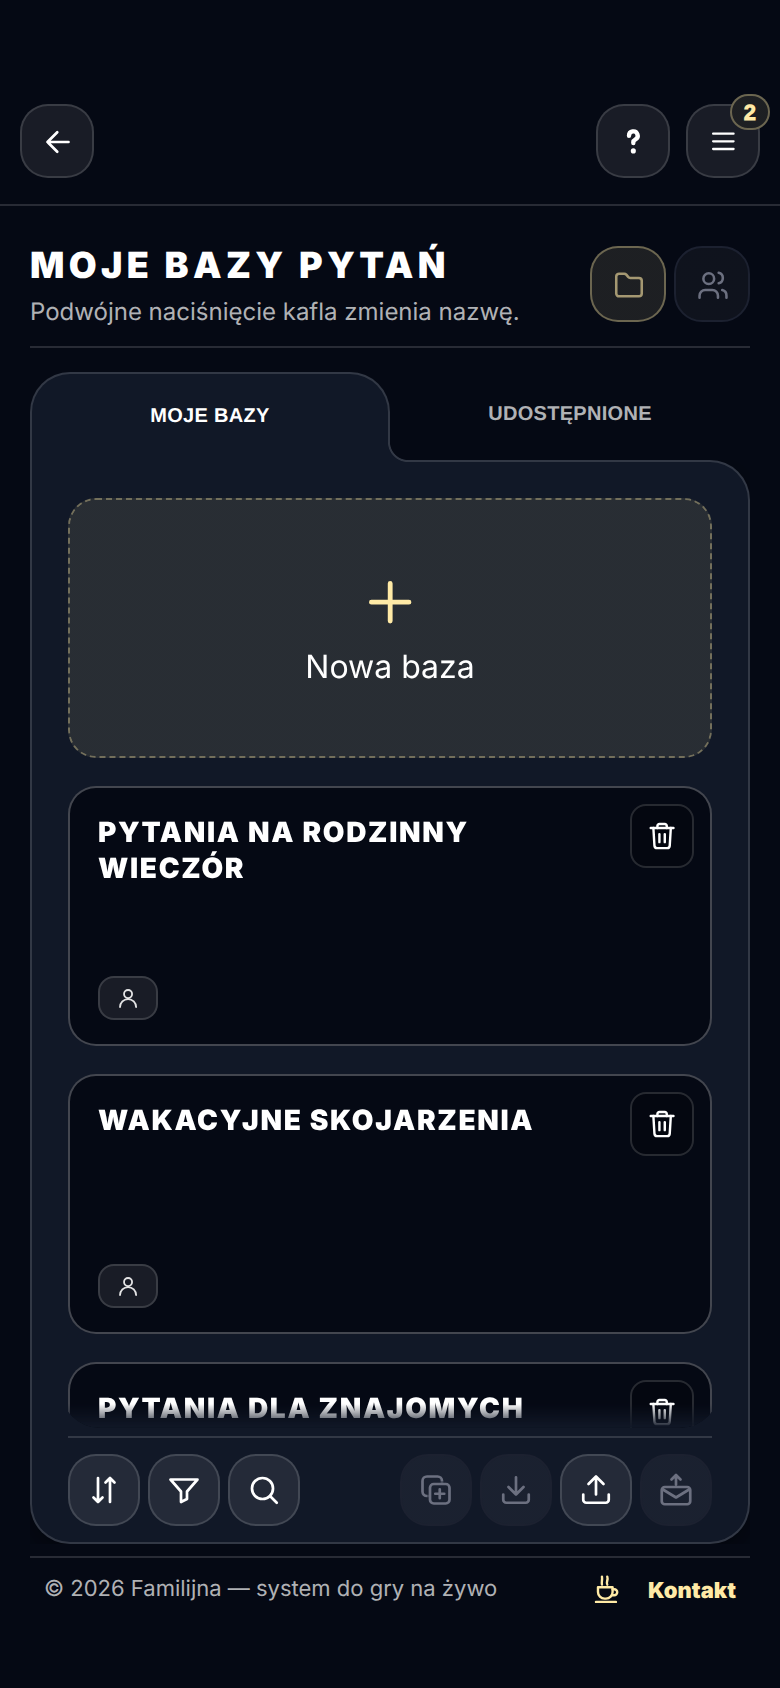 2
?
MOJE BAZY PYTAŃ
Podwójne naciśnięcie kafla zmienia nazwę.
MOJE BAZY
UDOSTĘPNIONE
Nowa baza
PYTANIA NA RODZINNY
WIECZÓR
WAKACYJNE SKOJARZENIA
PYTANIA DLA ZNAJOMYCH
© 2026 Familijna — system do gry na żywo
Kontakt